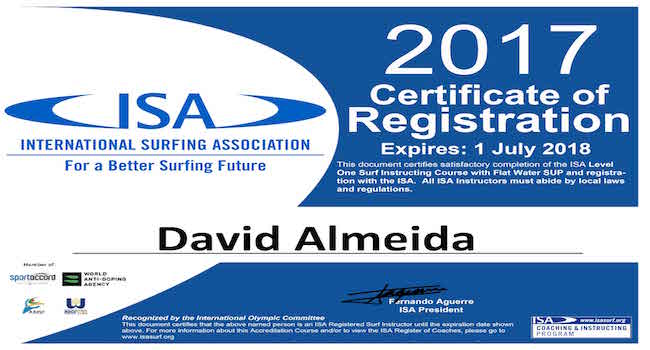 2017
Certificate of
Registration
Expires: 1 July 2018
This document certifies satisfactory completion of the ISA Level
One Surf Instructing Course with Flat Water SUP and registra-
tion with the ISA. All ISA Instructors must abide by local laws
and regulations.
ISA
INTERNATIONAL SURFING ASSOCIATION
For a Better Surfing Future
David Almeida
Member of
sportaccord
WORLD
ANTI-DOPING
AGENCY
Fernando Aguerre
ISA President
Recognized by the International Olympic Committee
This document certifies that the above named person is an ISA Registered Surf Instructor until the expiration date shown
above. For more information about this Accreditation Course and/or to view the ISA Register of Coaches, please go to
www.isasurf.org
ISA
www.isasurf.org
COACHING & INSTRUCTING
PROGRAM